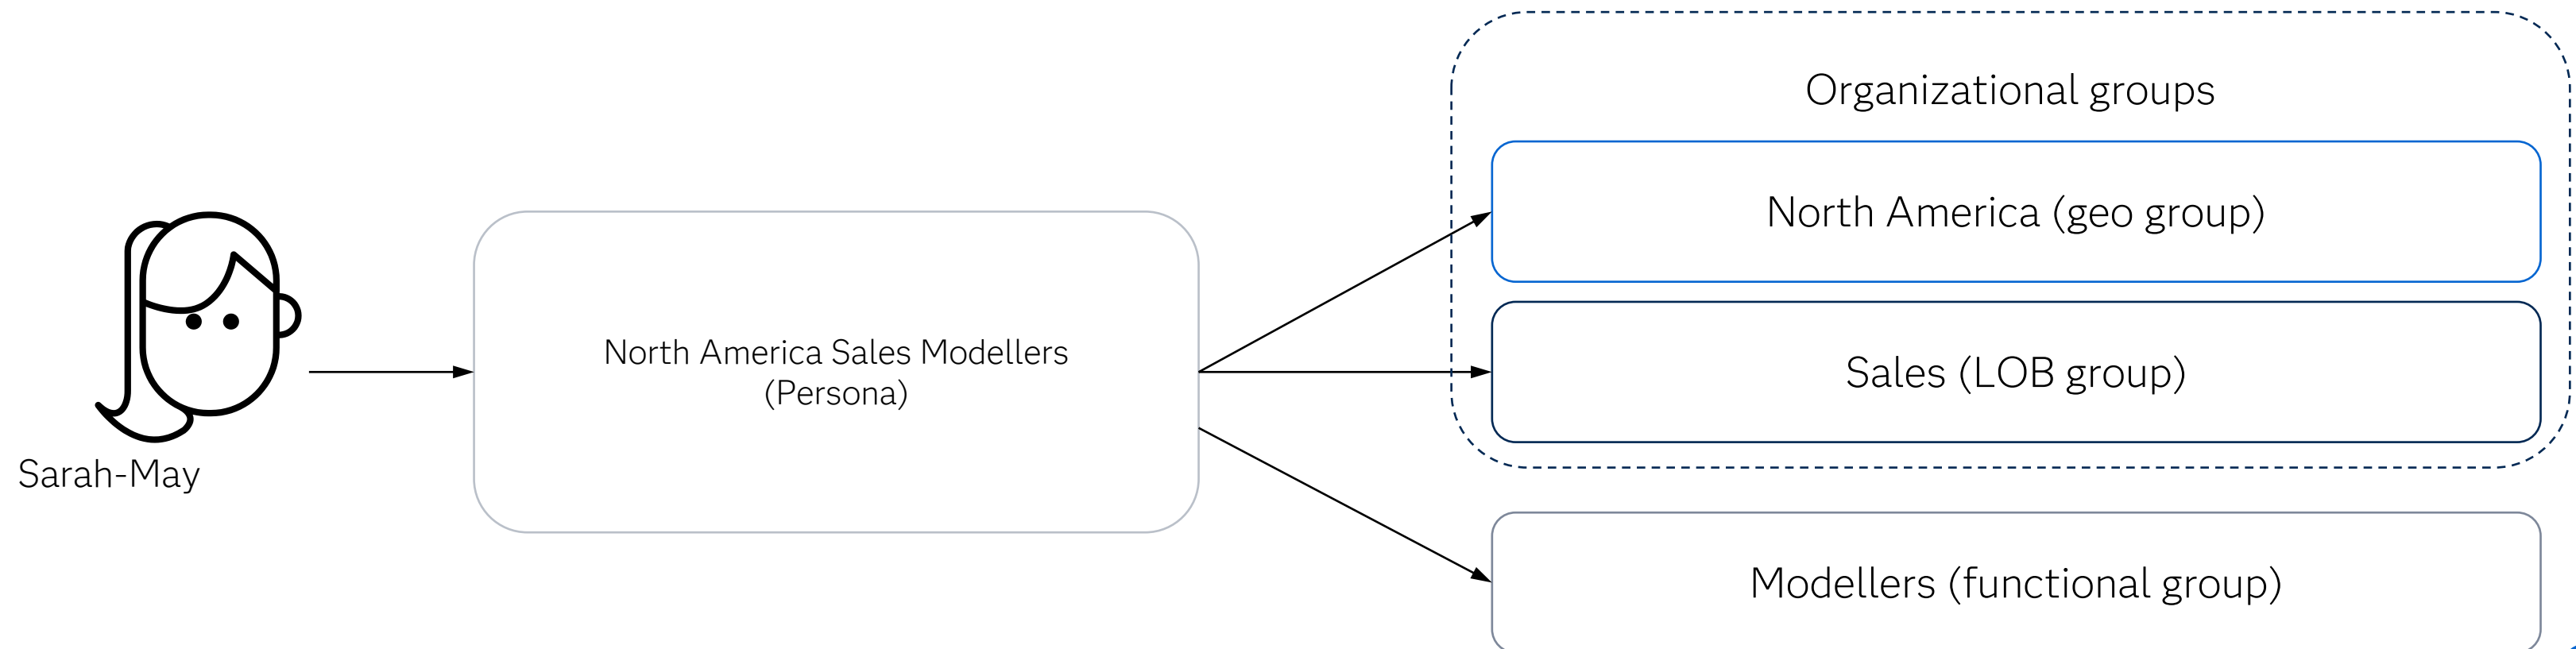 Sarah-May
North America Sales Modellers
(Persona)
Organizational groups
North America (geo group)
Sales (LOB group)
Modellers (functional group)